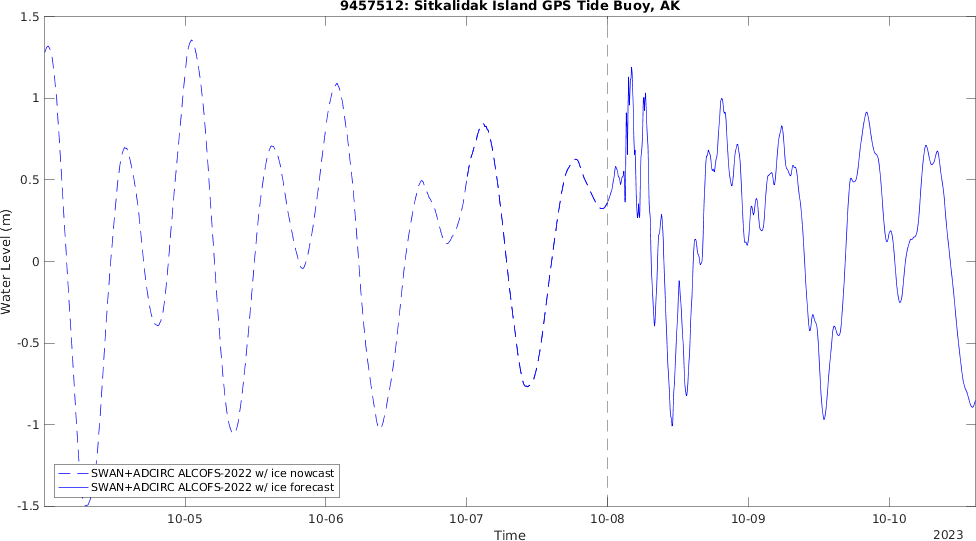 9457512: Sitkalidak Island GPS Tide Buoy, AK
1.5
1
0.5
0
-0.5
-1
-1.5
Water Level (m)
SWAN+ADCIRC ALCOFS-2022 w/ ice nowcast
SWAN+ADCIRC ALCOFS-2022 w/ ice forecast
10-05
10-06
10-07
10-08
10-09
10-10
Time
2023